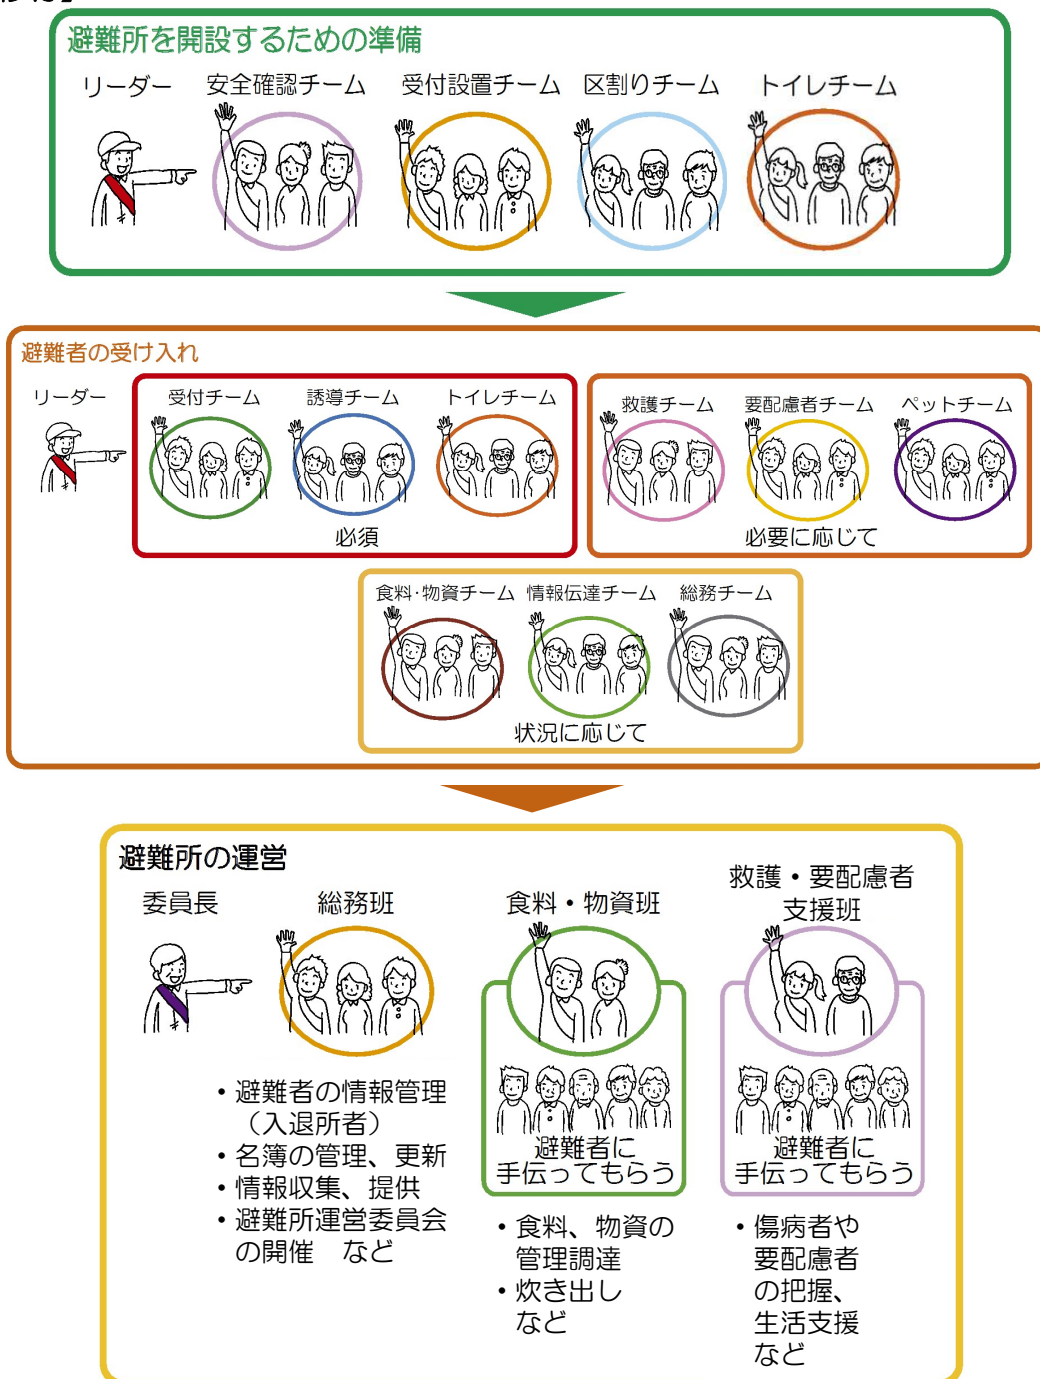 避難所を開設するための準備
リーダー
安全確認チーム
受付設置チーム
区割りチーム
トイレチーム
避難者の受け入れ
リーダー
受付チーム
誘導チーム
トイレチーム
必須
救護チーム
要配慮者チーム
ペットチーム
必要に応じて
食料・物資チーム
情報伝達チーム
総務チーム
状況に応じて
避難所の運営
委員長
総務班
・避難者の情報管理
（入退所者）
・名簿の管理、更新
・情報収集、提供
・避難所運営委員会
の開催　など
食料・物資班
避難者に
手伝ってもらう
・食料、物資の
管理調達
・炊き出し
など
救護・要配慮者
支援班
避難者に
手伝ってもらう
・傷病者や
要配慮者
の把握、
生活支援
など